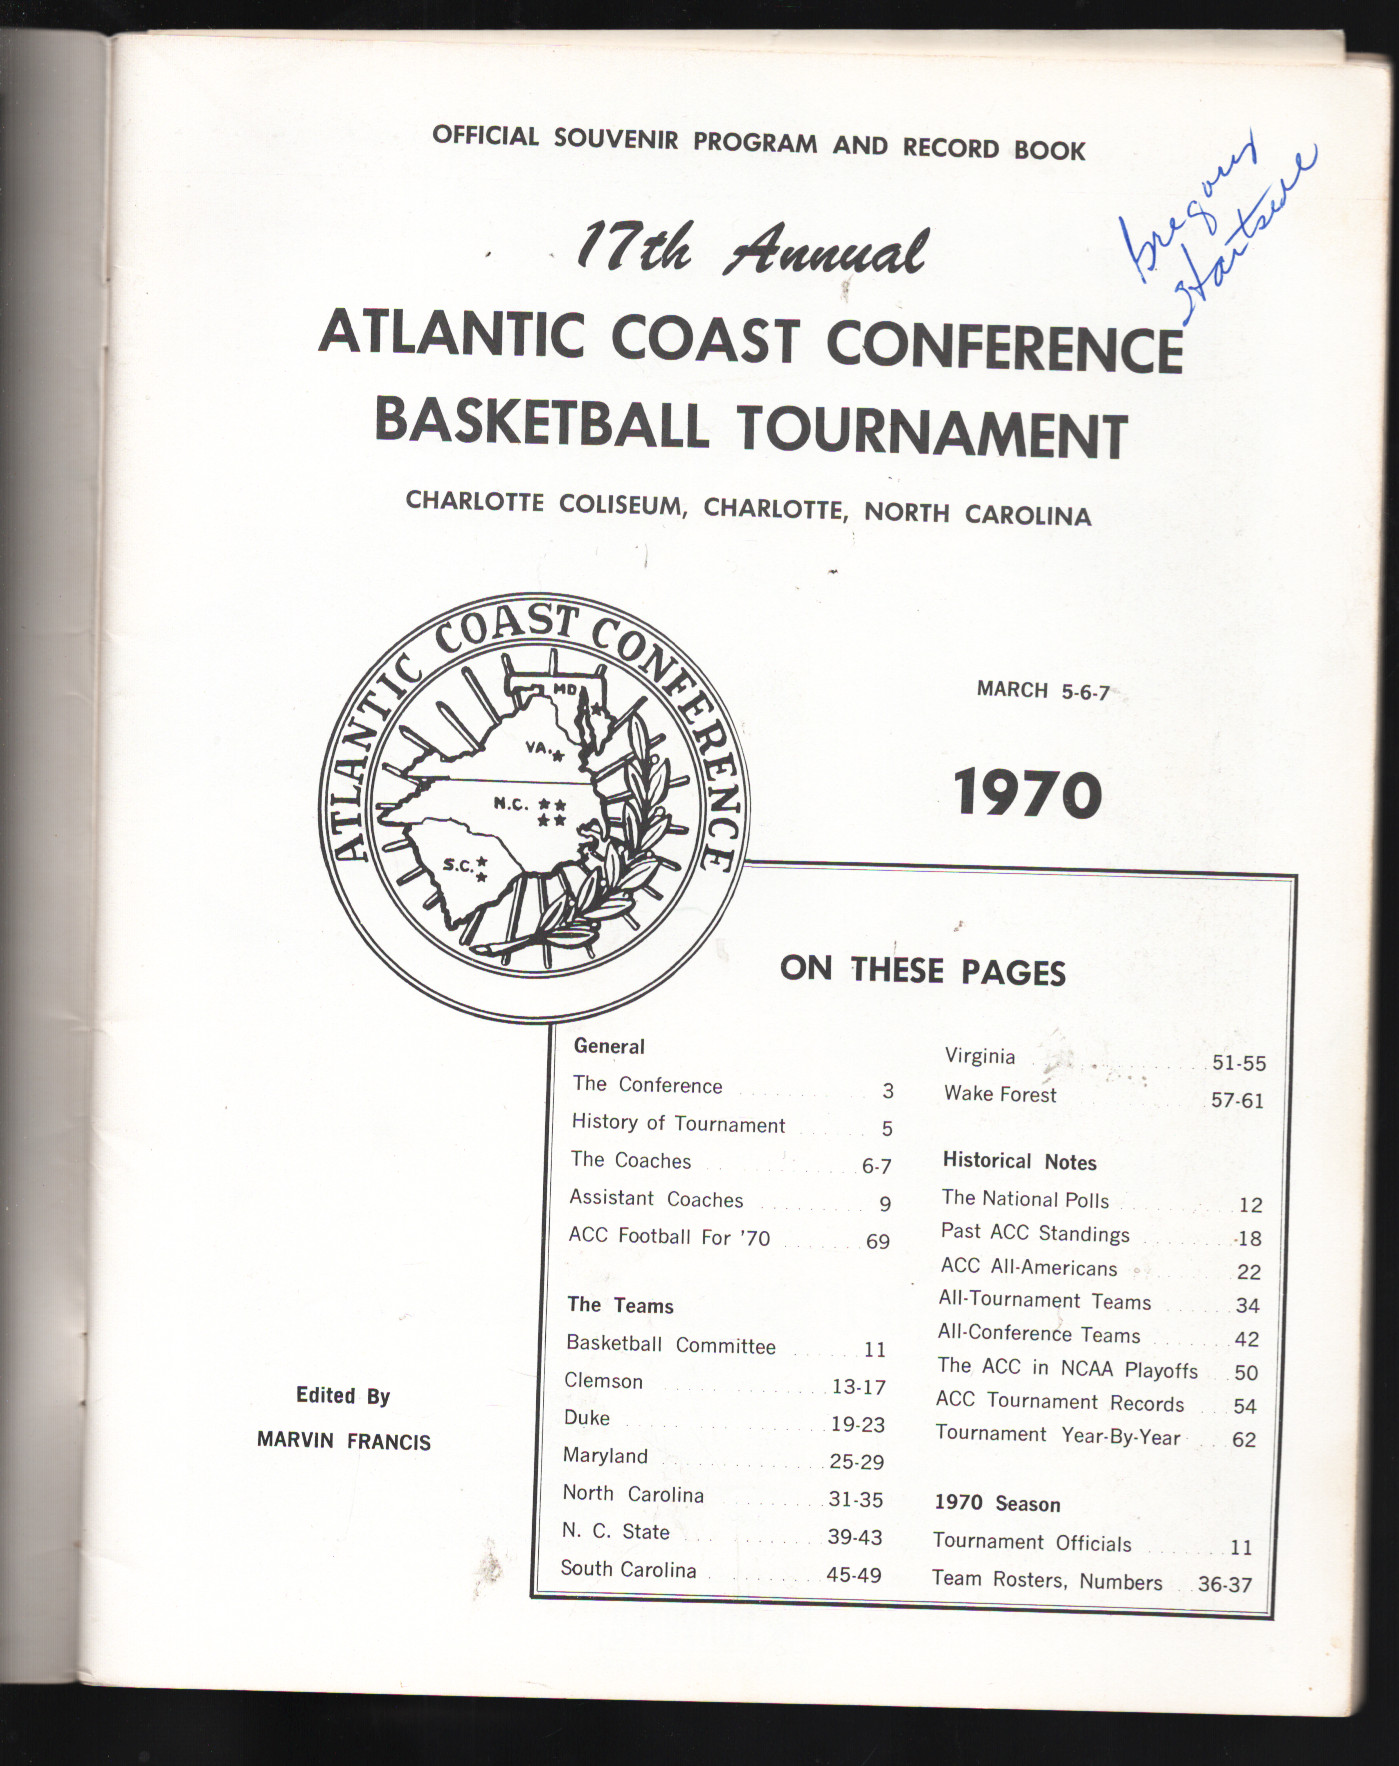 OFFICIAL SOUVENIR PROGRAM AND RECORD BOOK
17th Annual
ATLANTIC COAST CONFERENCE
BASKETBALL TOURNAMENT
CHARLOTTE COLISEUM, CHARLOTTE, NORTH CAROLINA
ATLANTIC COAST CONFERENCE
MD
VA.
N.C.
S.C.
MARCH 5-6-7
1970
ON THESE PAGES
General
The Conference 3
History of Tournament 5
The Coaches 6-7
Assistant Coaches 9
ACC Football For '70 69
The Teams
Basketball Committee 11
Clemson 13-17
Duke 19-23
Maryland 25-29
North Carolina 31-35
N. C. State 39-43
South Carolina 45-49
Virginia 51-55
Wake Forest 57-61
Historical Notes
The National Polls 12
Past ACC Standings 18
ACC All-Americans 22
All-Tournament Teams 34
All-Conference Teams 42
The ACC in NCAA Playoffs 50
ACC Tournament Records 54
Tournament Year-By-Year 62
1970 Season
Tournament Officials 11
Team Rosters, Numbers 36-37
Edited By
MARVIN FRANCIS